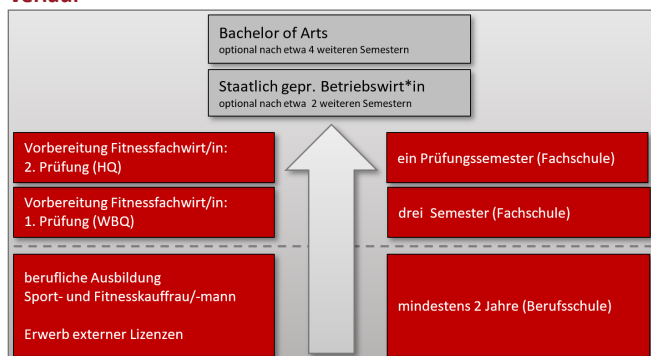 Bachelor of Arts
optional nach etwa 4 weiteren Semestern
Staatlich gepr. Betriebswirt*in
optional nach etwa 2 weiteren Semestern
Vorbereitung Fitnessfachwirt/in:
2. Prüfung (HQ)
ein Prüfungssemester (Fachschule)
Vorbereitung Fitnessfachwirt/in:
1. Prüfung (WBQ)
drei Semester (Fachschule)
berufliche Ausbildung
Sport- und Fitnesskauffrau/-mann
Erwerb externer Lizenzen
mindestens 2 Jahre (Berufsschule)